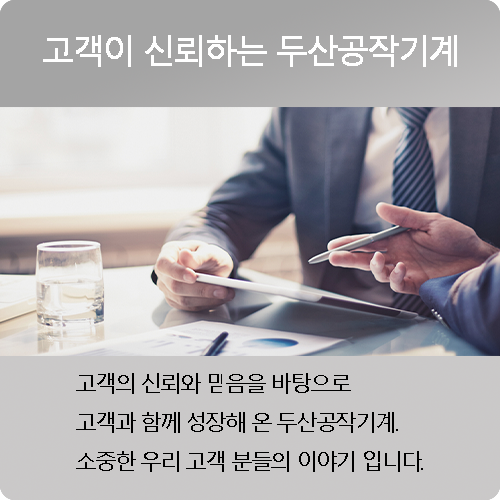 고객이 신뢰하는 두산공작기계
고객의 신뢰와 믿음을 바탕으로
고객과 함께 성장해 온 두산공작기계.
소중한 우리 고객 분들의 이야기 입니다.